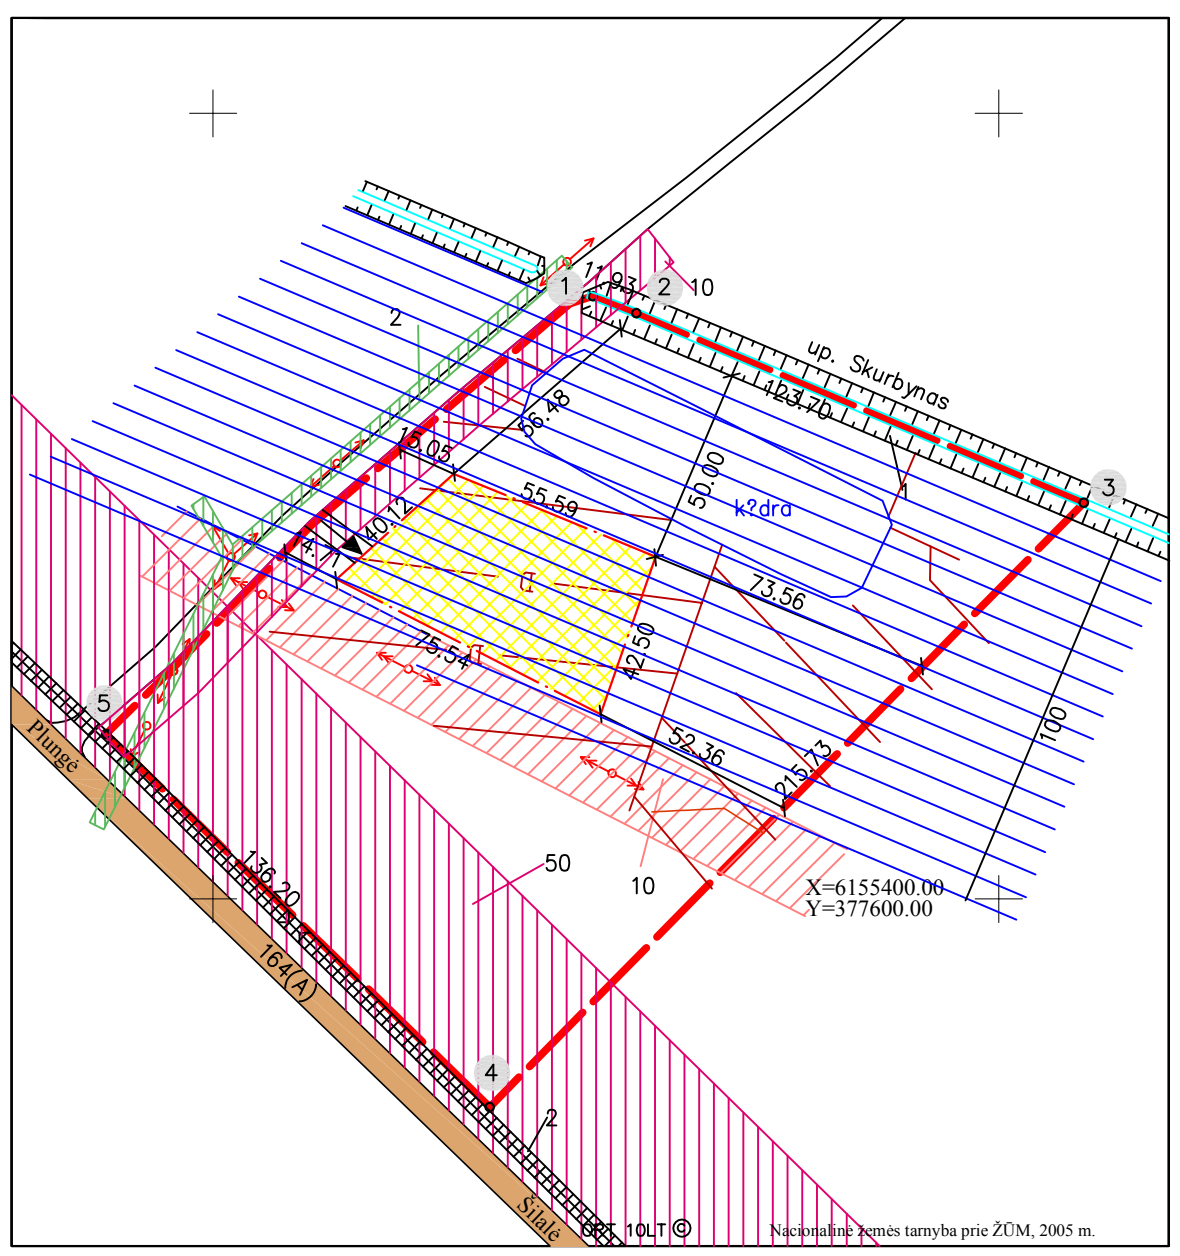 1
11.93
2
10
2
up. Skurbynas
123.70
56.48
15.05
3
55.59
50.00
1
k?dra
40.12
4.77
73.56
42.50
75.54
5
Plungė
52.36
215.73
100
136.20
50
10
X=6155400.00
Y=377600.00
164(A)
4
2
Šilalė
ORT 10LT ©
Nacionalinė žemės tarnyba prie ŽŪM, 2005 m.